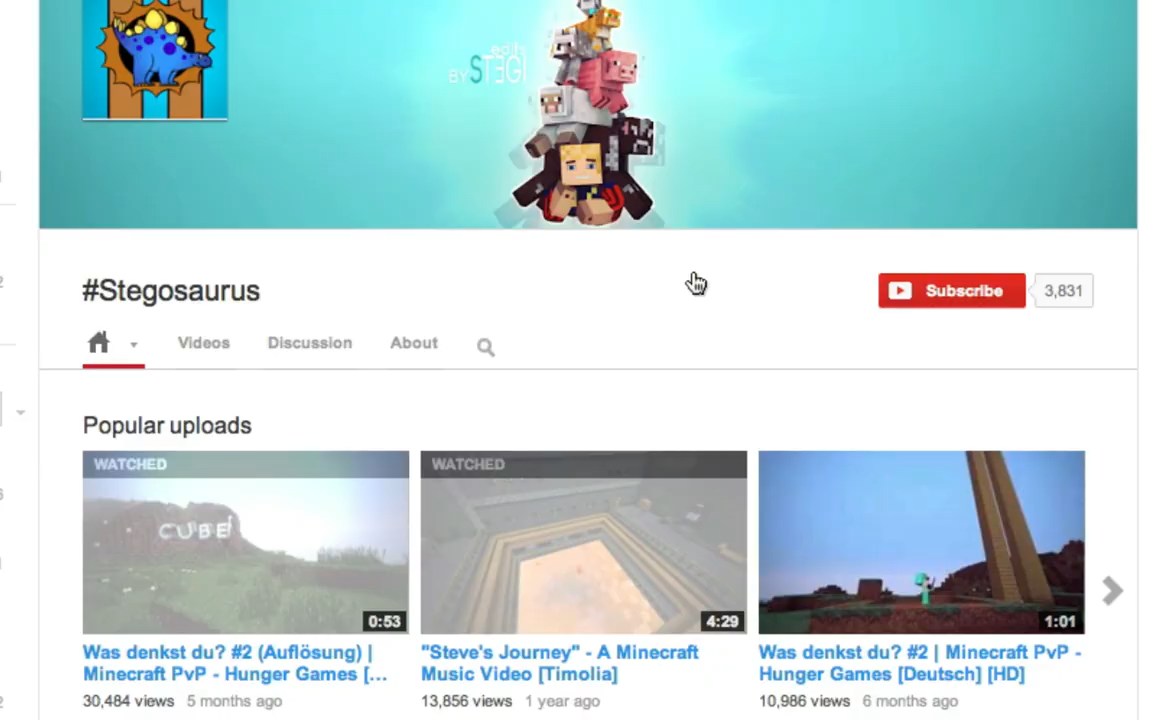 edits
BY STEGI
#Stegosaurus
Subscribe 3,831
Videos Discussion About
Popular uploads
WATCHED WATCHED
CUBE
0:53 4:29 1:01
Was denkst du? #2 (Auflösung) |
Minecraft PvP - Hunger Games [...
30,484 views 5 months ago
"Steve's Journey" - A Minecraft
Music Video [Timolia]
13,856 views 1 year ago
Was denkst du? #2 | Minecraft PvP -
Hunger Games [Deutsch] [HD]
10,986 views 6 months ago